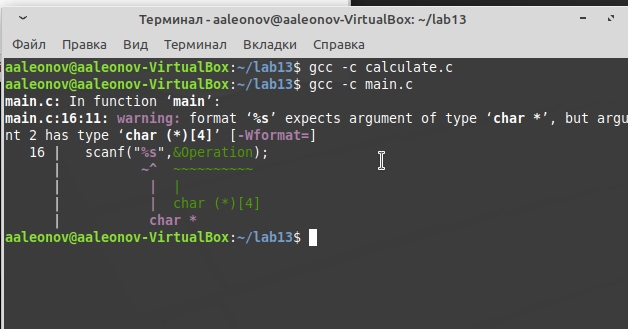 Терминал - aaleonov@aaleonov-VirtualBox: ~/lab13
Файл Правка Вид Терминал Вкладки Справка
aaleonov@aaleonov-VirtualBox:~/lab13$ gcc -c calculate.c
aaleonov@aaleonov-VirtualBox:~/lab13$ gcc -c main.c
main.c: In function ‘main’:
main.c:16:11: warning: format ‘%s’ expects argument of type ‘char *’, but argume
nt 2 has type ‘char (*)[4]’ [-Wformat=]
   16 |   scanf("%s",&Operation);
      |          ~^  ~~~~~~~~~~
      |           |  |
      |           |  char (*)[4]
      |           char *
aaleonov@aaleonov-VirtualBox:~/lab13$